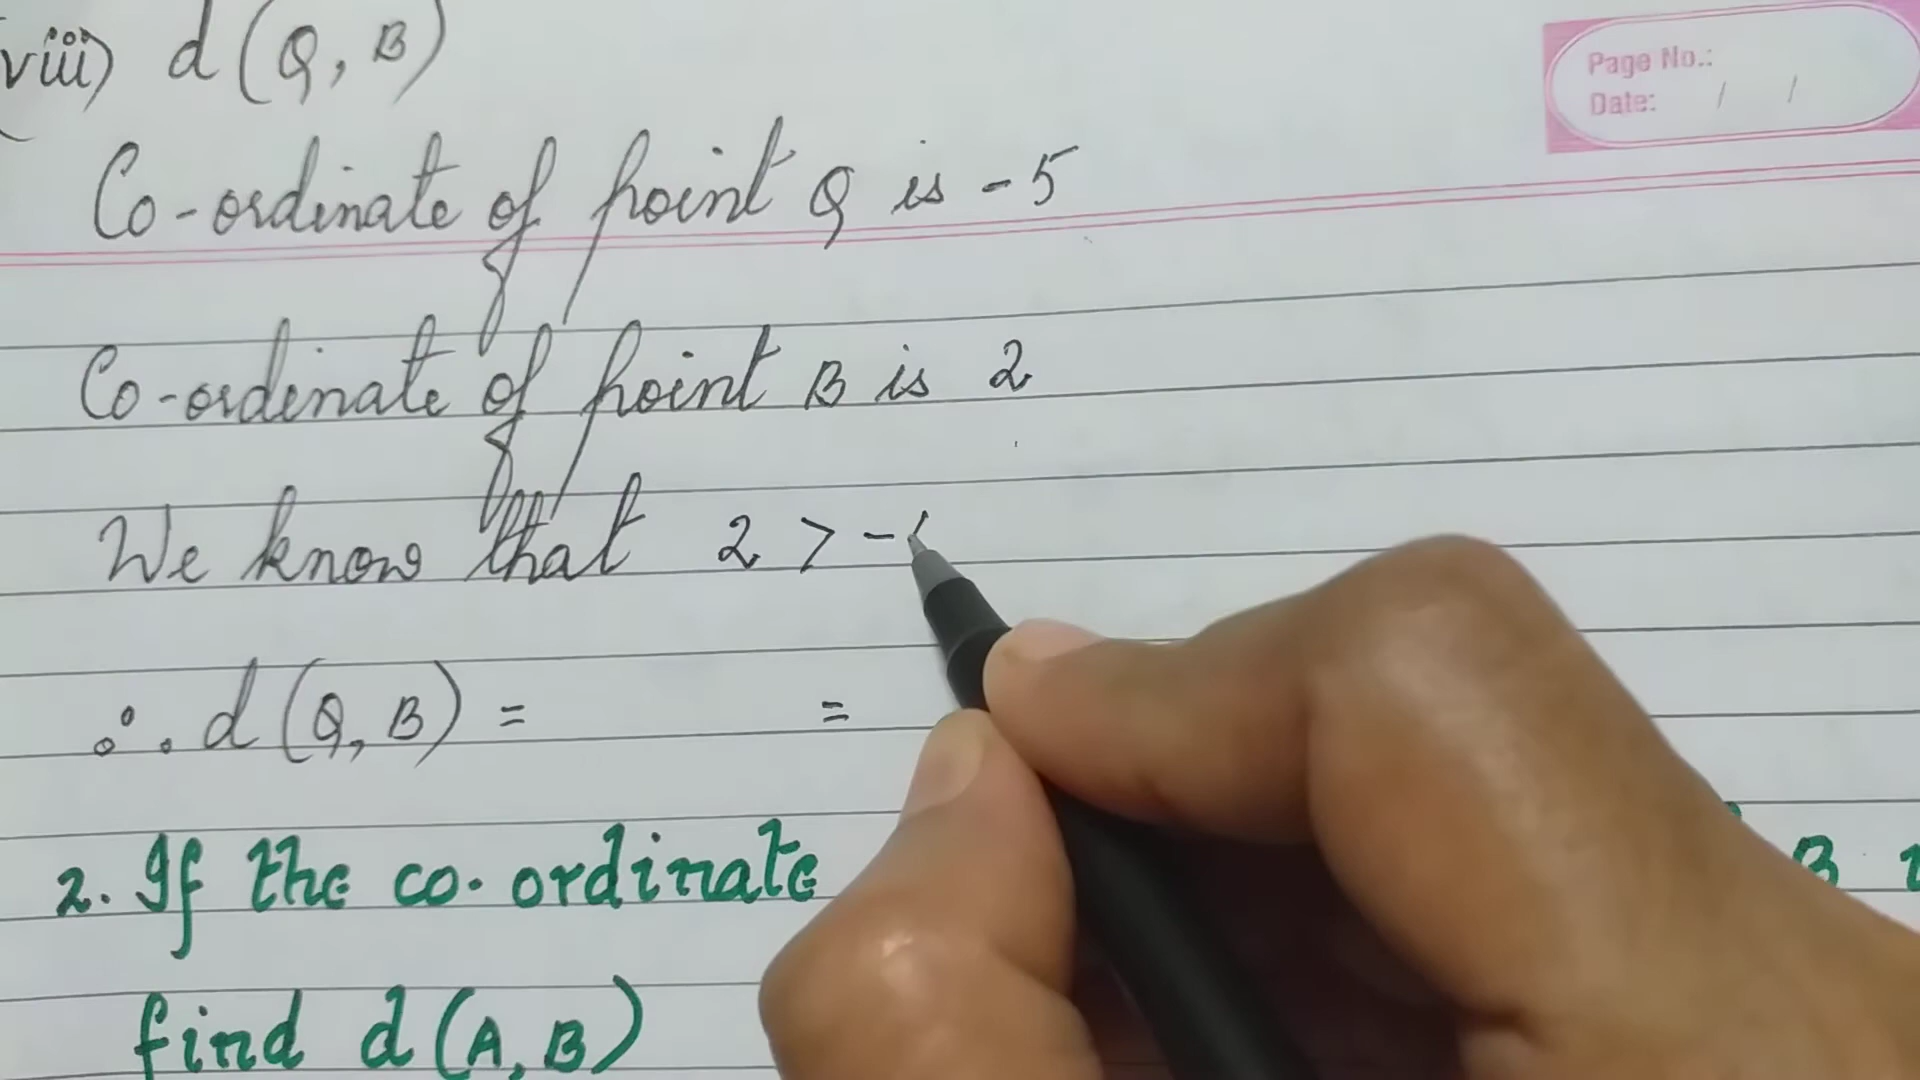 viii) d(Q, B)
Page No.:
Date: / /
Co-ordinate of point Q is -5
Co-ordinate of point B is 2
We know that 2 > -
∴ d(Q, B) = =
2. If the co-ordinate B
find d(A, B)